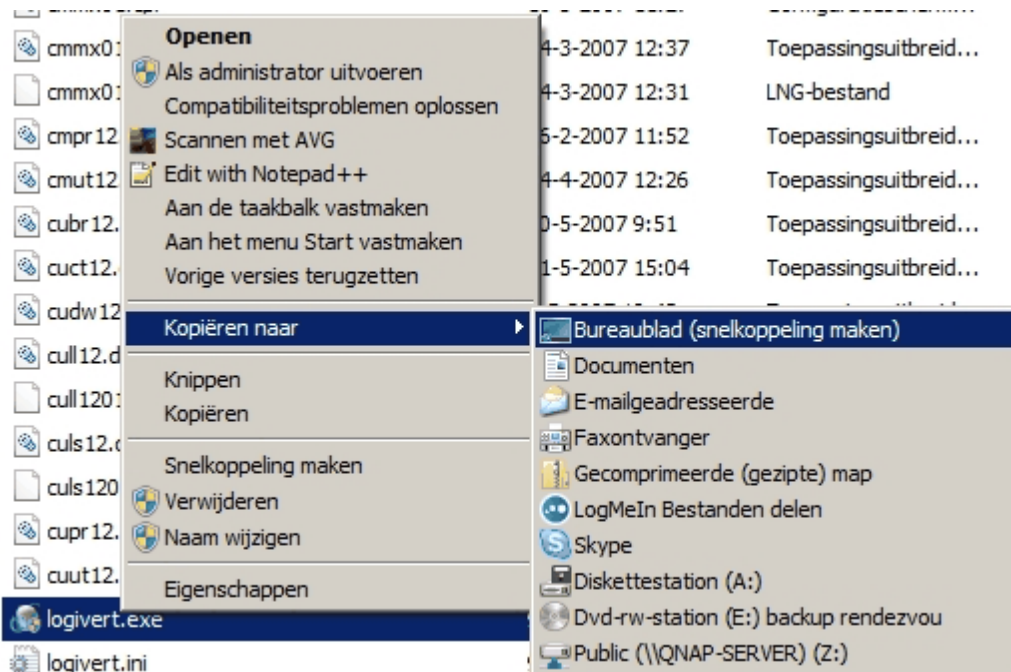 Openen
cmmx01
4-3-2007 12:37
Toepassingsuitbreid...
Als administrator uitvoeren
cmmx01
4-3-2007 12:31
LNG-bestand
Compatibiliteitsproblemen oplossen
cmpr12
6-2-2007 11:52
Toepassingsuitbreid...
Scannen met AVG
cmut12
4-4-2007 12:26
Toepassingsuitbreid...
Edit with Notepad++
Aan de taakbalk vastmaken
cubr12.
0-5-2007 9:51
Toepassingsuitbreid...
Aan het menu Start vastmaken
cuct12.
1-5-2007 15:04
Toepassingsuitbreid...
Vorige versies terugzetten
cudw12
Kopiëren naar
Bureaublad (snelkoppeling maken)
cull12.d
Documenten
Knippen
cull1201
E-mailgeadresseerde
Kopiëren
culs12.
Faxontvanger
Snelkoppeling maken
Gecomprimeerde (gezipte) map
culs120
Verwijderen
LogMeIn Bestanden delen
cupr12.
Naam wijzigen
Skype
cuut12.
Eigenschappen
Diskettestation (A:)
logivert.exe
Dvd-rw-station (E:) backup rendezvou
logivert.ini
Public (\\QNAP-SERVER) (Z:)